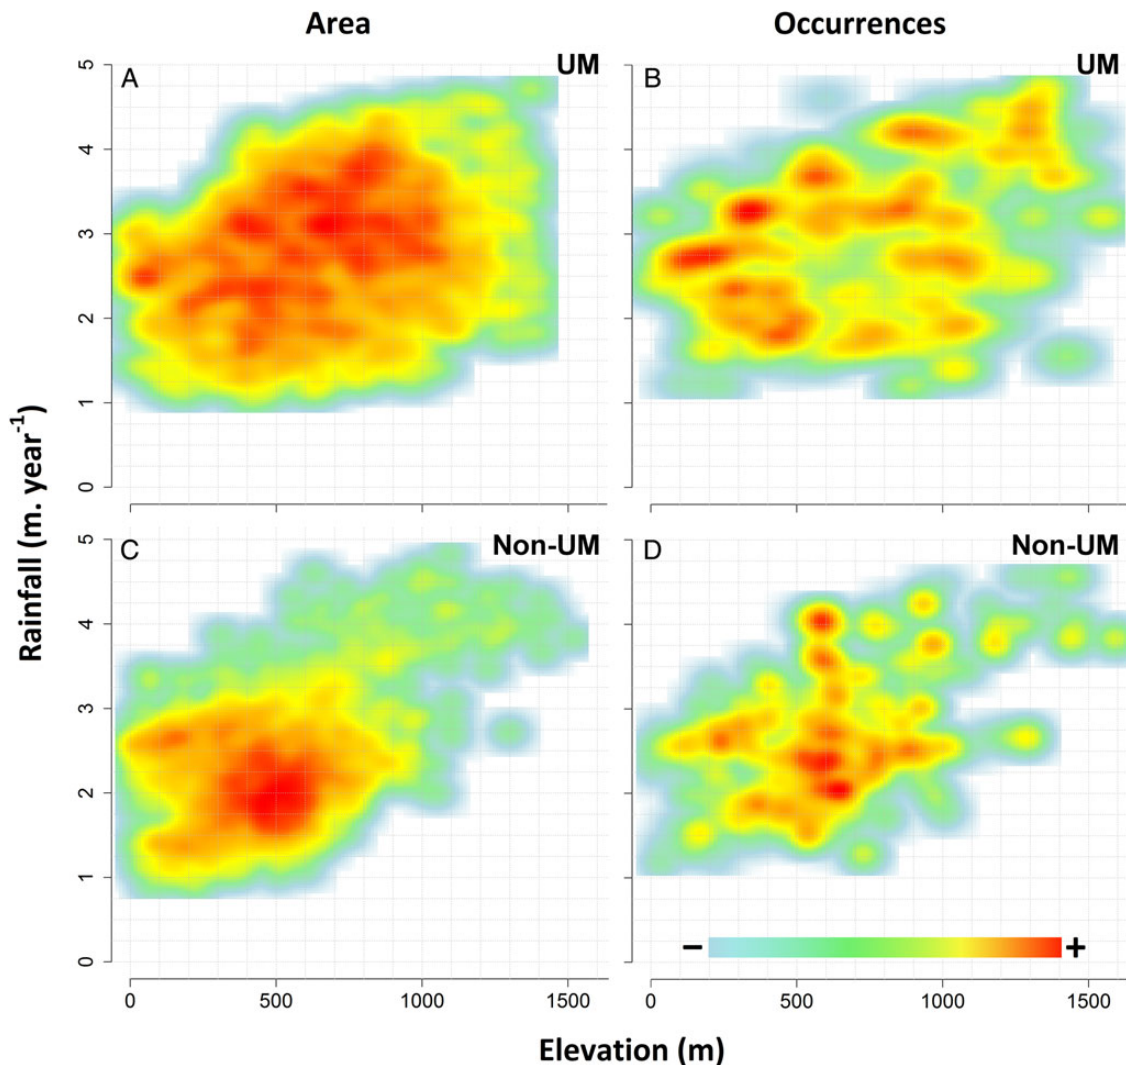 Area
Occurrences
A
UM
B
UM
5
4
3
2
1
0
C
Non-UM
D
Non-UM
5
4
3
2
1
0
− +
0 500 1000 1500
0 500 1000 1500
Rainfall (m. year-1)
Elevation (m)